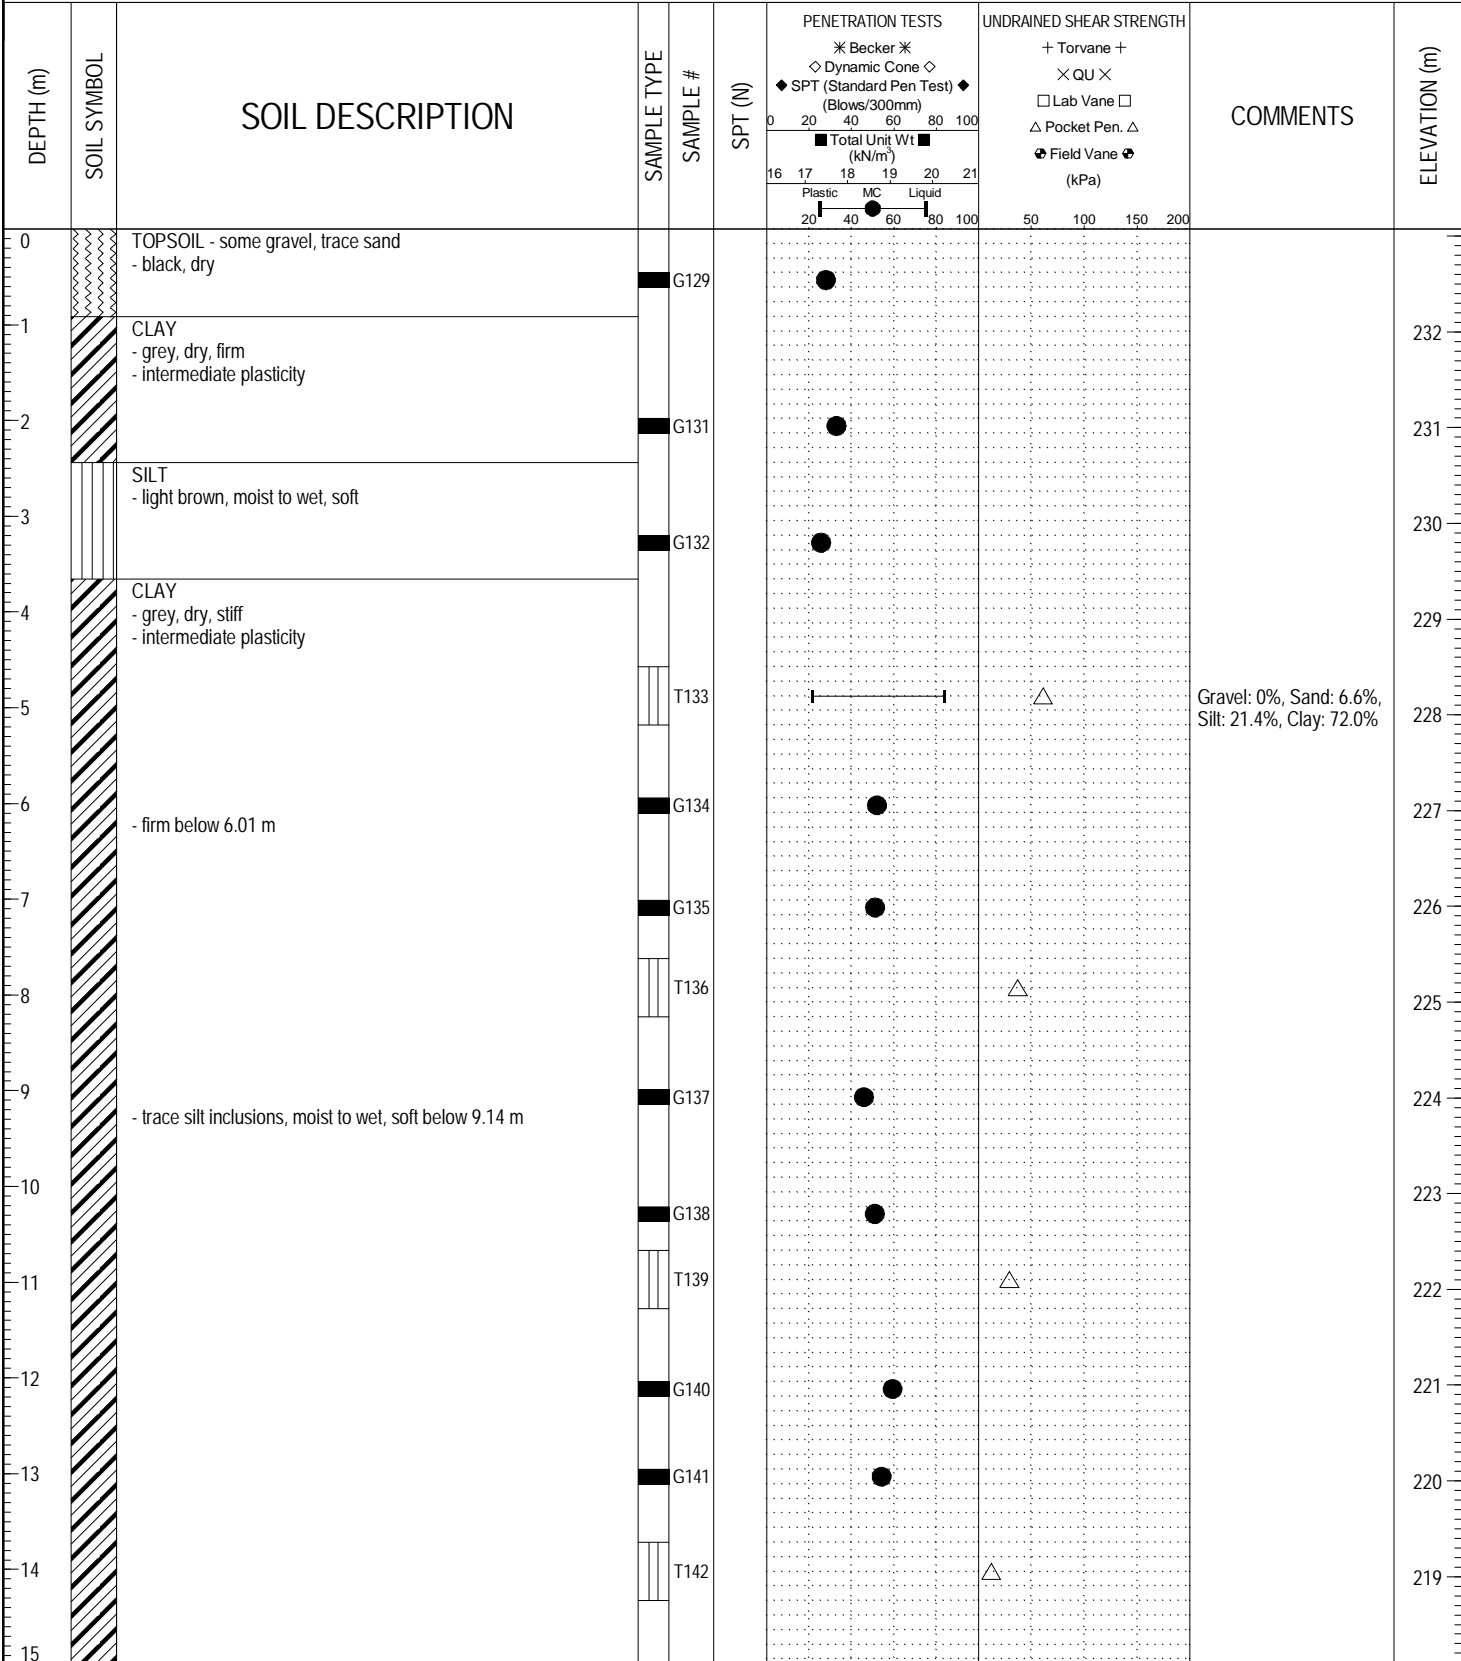 DEPTH (m)
SOIL SYMBOL
SOIL DESCRIPTION
SAMPLE TYPE
SAMPLE #
SPT (N)
PENETRATION TESTS
✳ Becker ✳
◇ Dynamic Cone ◇
◆ SPT (Standard Pen Test) ◆
(Blows/300mm)
0 20 40 60 80 100
■ Total Unit Wt ■
(kN/m³)
16 17 18 19 20 21
Plastic MC Liquid
20 40 60 80 100
UNDRAINED SHEAR STRENGTH
+ Torvane +
× QU ×
□ Lab Vane □
△ Pocket Pen. △
Field Vane
(kPa)
50 100 150 200
COMMENTS
ELEVATION (m)
0
TOPSOIL - some gravel, trace sand
- black, dry
G129
1
CLAY
232
- grey, dry, firm
- intermediate plasticity
2
G131
231
SILT
- light brown, moist to wet, soft
3
230
G132
CLAY
4
- grey, dry, stiff
229
- intermediate plasticity
T133
Gravel: 0%, Sand: 6.6%,
5
228
Silt: 21.4%, Clay: 72.0%
6
G134
227
- firm below 6.01 m
7
G135
226
T136
8
225
9
G137
224
- trace silt inclusions, moist to wet, soft below 9.14 m
10
223
G138
T139
11
222
12
G140
221
13
G141
220
14
T142
219
15